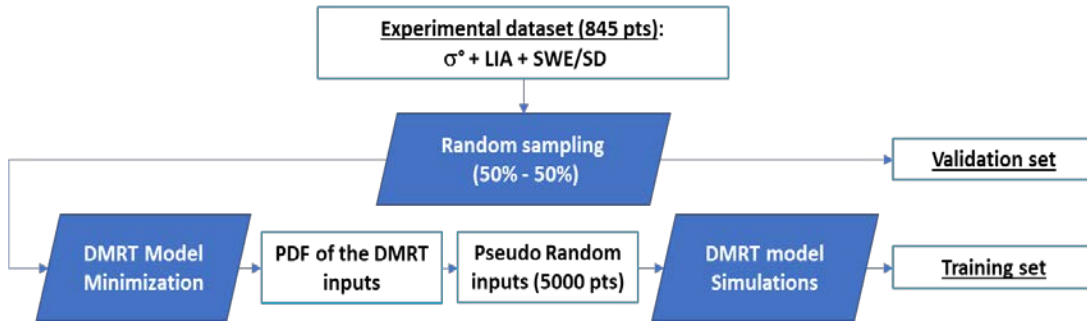 Experimental dataset (845 pts):
σ° + LIA + SWE/SD
Random sampling
(50% - 50%)
Validation set
DMRT Model
Minimization
PDF of the DMRT
inputs
Pseudo Random
inputs (5000 pts)
DMRT model
Simulations
Training set